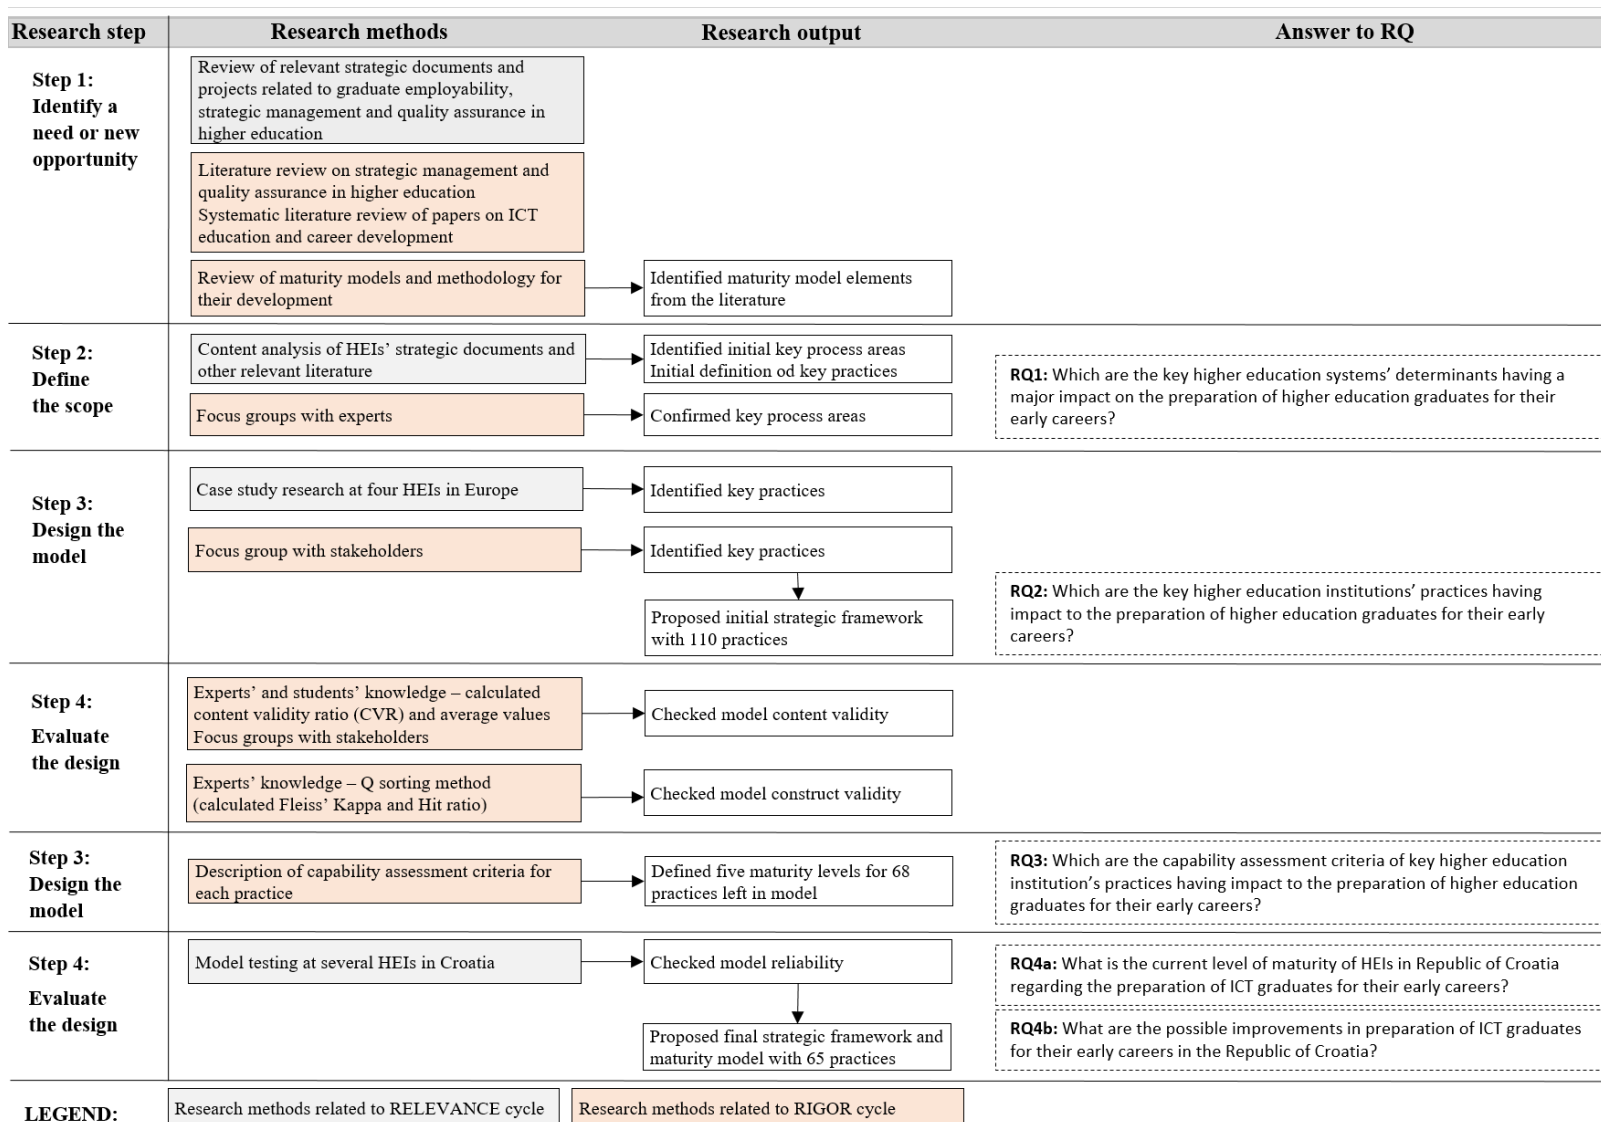 Research step
Research methods
Research output
Answer to RQ
Step 1:
Identify a
need or new
opportunity
Review of relevant strategic documents and
projects related to graduate employability,
strategic management and quality assurance in
higher education
Literature review on strategic management and
quality assurance in higher education
Systematic literature review of papers on ICT
education and career development
Review of maturity models and methodology for
their development
Identified maturity model elements
from the literature
Step 2:
Define
the scope
Content analysis of HEIs’ strategic documents and
other relevant literature
Identified initial key process areas
Initial definition od key practices
Focus groups with experts
Confirmed key process areas
RQ1: Which are the key higher education systems’ determinants having a
major impact on the preparation of higher education graduates for their
early careers?
Step 3:
Design the
model
Case study research at four HEIs in Europe
Identified key practices
Focus group with stakeholders
Identified key practices
Proposed initial strategic framework
with 110 practices
RQ2: Which are the key higher education institutions’ practices having
impact to the preparation of higher education graduates for their early
careers?
Step 4:
Evaluate
the design
Experts’ and students’ knowledge – calculated
content validity ratio (CVR) and average values
Focus groups with stakeholders
Checked model content validity
Experts’ knowledge – Q sorting method
(calculated Fleiss’ Kappa and Hit ratio)
Checked model construct validity
Step 3:
Design the
model
Description of capability assessment criteria for
each practice
Defined five maturity levels for 68
practices left in model
RQ3: Which are the capability assessment criteria of key higher education
institution’s practices having impact to the preparation of higher education
graduates for their early careers?
Step 4:
Evaluate
the design
Model testing at several HEIs in Croatia
Checked model reliability
Proposed final strategic framework and
maturity model with 65 practices
RQ4a: What is the current level of maturity of HEIs in Republic of Croatia
regarding the preparation of ICT graduates for their early careers?
RQ4b: What are the possible improvements in preparation of ICT graduates
for their early careers in the Republic of Croatia?
LEGEND:
Research methods related to RELEVANCE cycle
Research methods related to RIGOR cycle